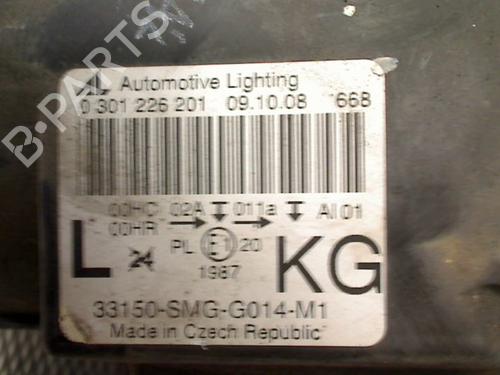 B-PARTS
Automotive Lighting
0 301 226 201 09.10.08 66B
00HC 02A 011a AI 01
00HR
L 24 PL E1 20 KG
1987
33150-SMG-G014-M1
Made in Czech Republic